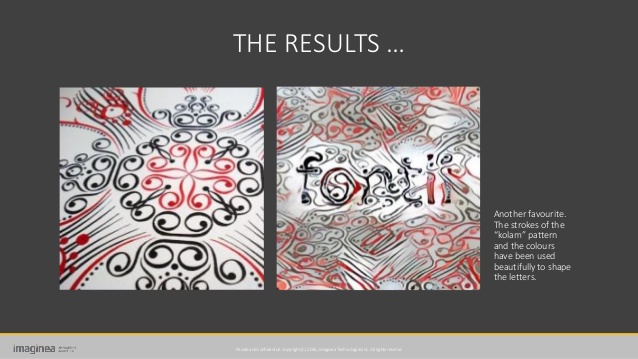 THE RESULTS ...
fontli
Another favourite.
The strokes of the
“kolam” pattern
and the colours
have been used
beautifully to shape
the letters.
imaginea